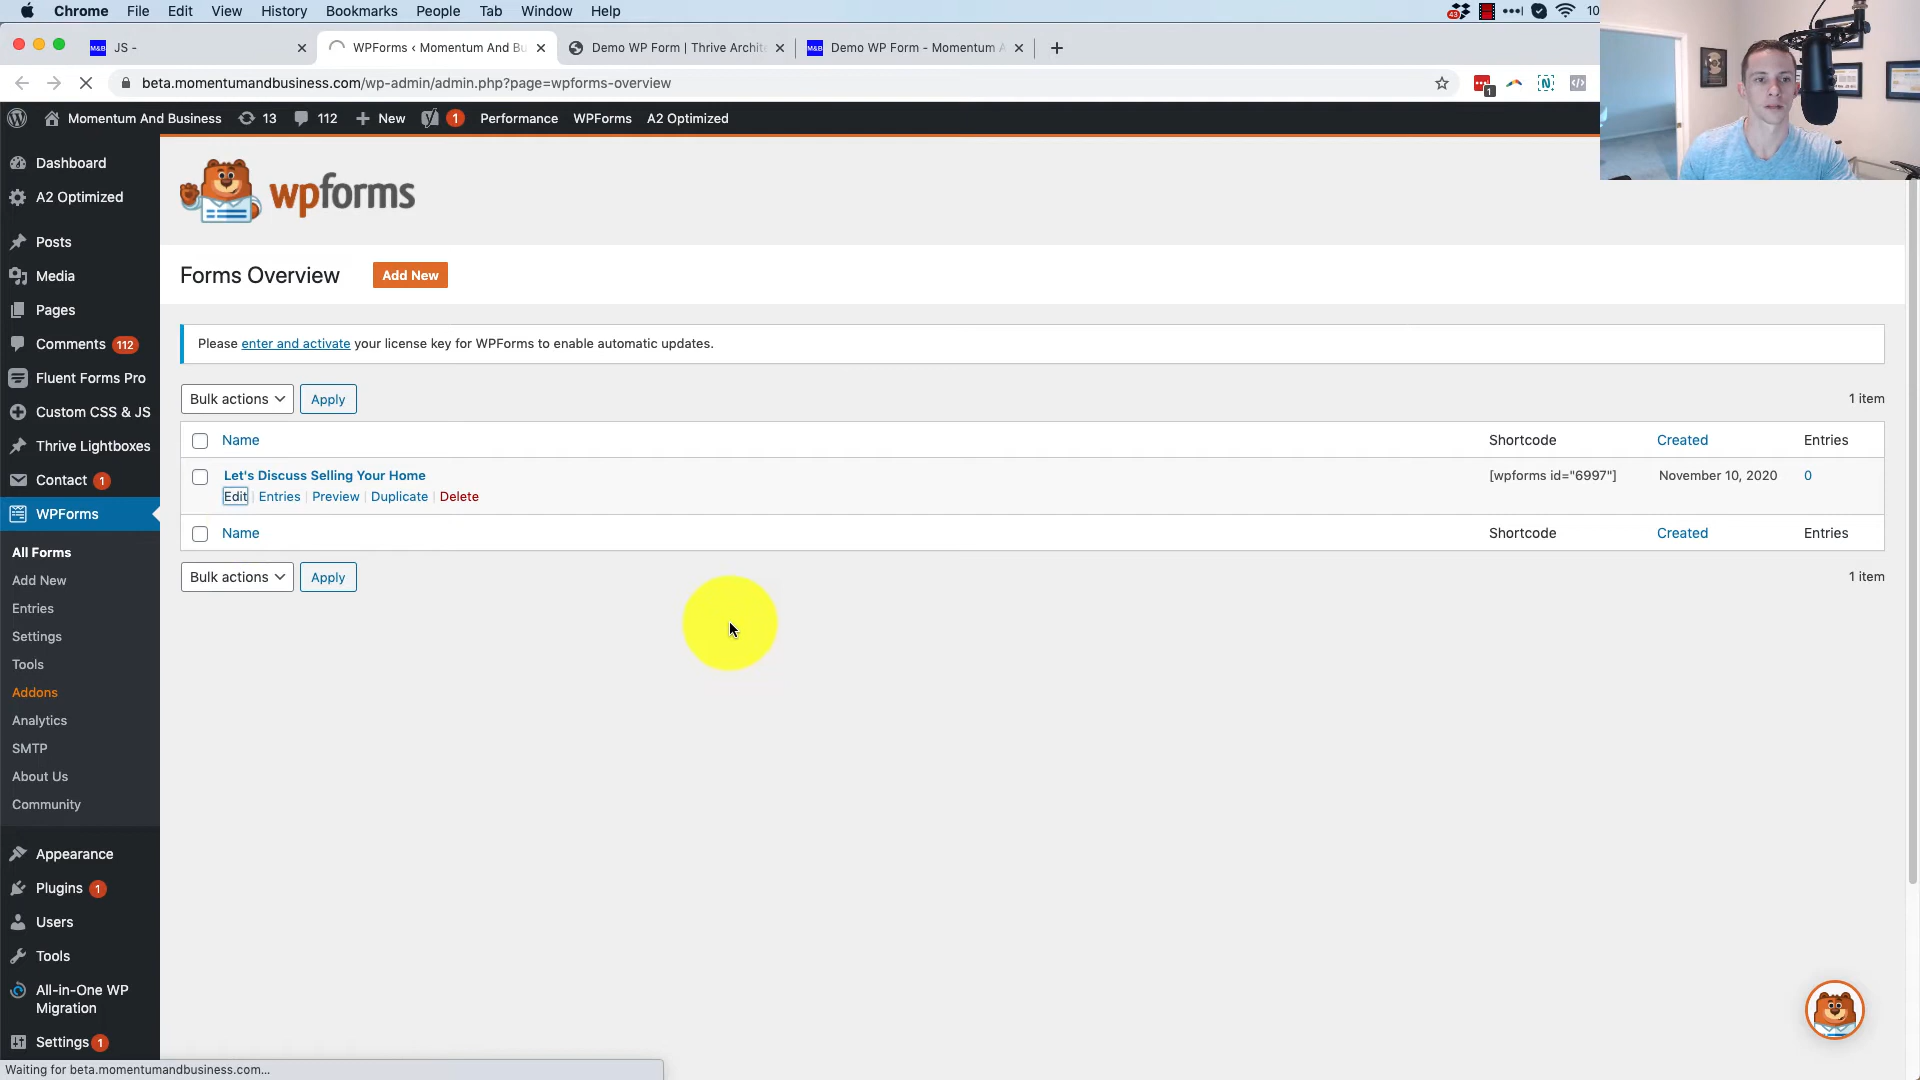 Chrome File Edit View History Bookmarks People Tab Window Help
43 10
M&B JS -
WPForms ‹ Momentum And Bu
Demo WP Form | Thrive Archite
M&B Demo WP Form - Momentum A
beta.momentumandbusiness.com/wp-admin/admin.php?page=wpforms-overview
1
Momentum And Business 13 112 New 1 Performance WPForms A2 Optimized
Dashboard
A2 Optimized
Posts
Media
Pages
Comments 112
Fluent Forms Pro
Custom CSS & JS
Thrive Lightboxes
Contact 1
WPForms
All Forms
Add New
Entries
Settings
Tools
Addons
Analytics
SMTP
About Us
Community
Appearance
Plugins 1
Users
Tools
All-in-One WP
Migration
Settings 1
wpforms
Forms Overview Add New
Please enter and activate your license key for WPForms to enable automatic updates.
Bulk actions Apply 1 item
Name Shortcode Created Entries
Let's Discuss Selling Your Home [wpforms id="6997"] November 10, 2020 0
Edit | Entries | Preview | Duplicate | Delete
Name Shortcode Created Entries
Bulk actions Apply 1 item
Waiting for beta.momentumandbusiness.com...